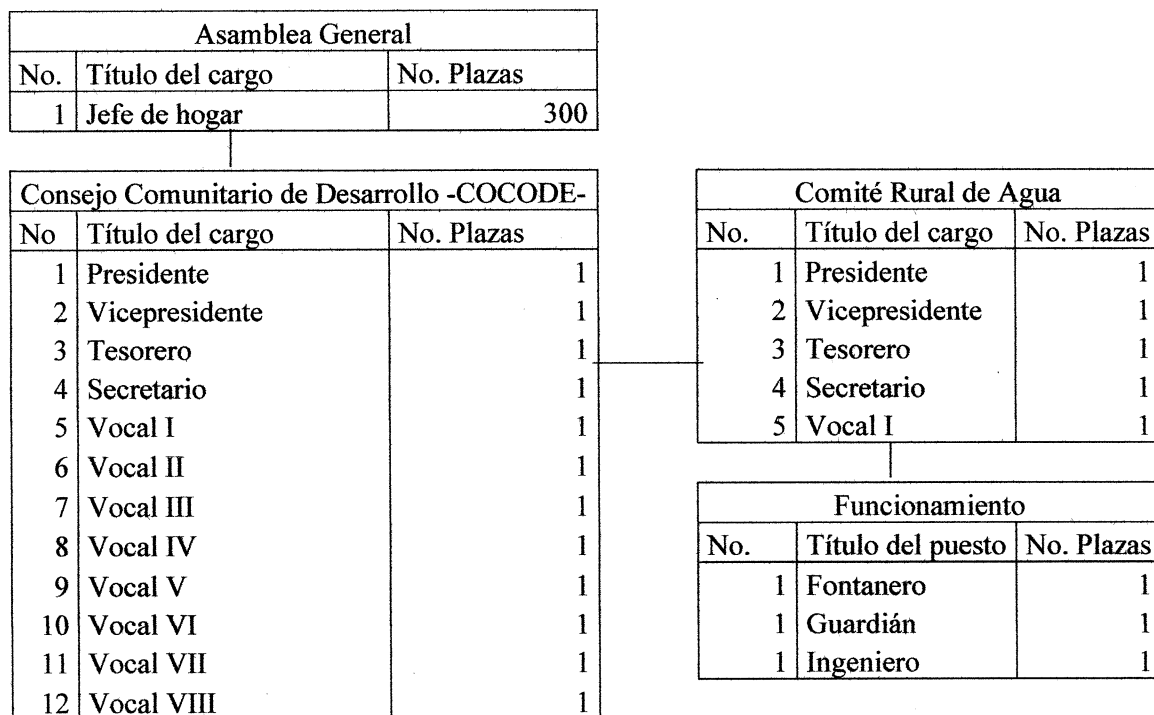 Asamblea General
No. Título del cargo No. Plazas
1 Jefe de hogar 300
Consejo Comunitario de Desarrollo -COCODE-
No Título del cargo No. Plazas
1 Presidente 1
2 Vicepresidente 1
3 Tesorero 1
4 Secretario 1
5 Vocal I 1
6 Vocal II 1
7 Vocal III 1
8 Vocal IV 1
9 Vocal V 1
10 Vocal VI 1
11 Vocal VII 1
12 Vocal VIII 1
Comité Rural de Agua
No. Título del cargo No. Plazas
1 Presidente 1
2 Vicepresidente 1
3 Tesorero 1
4 Secretario 1
5 Vocal I 1
Funcionamiento
No. Título del puesto No. Plazas
1 Fontanero 1
1 Guardián 1
1 Ingeniero 1